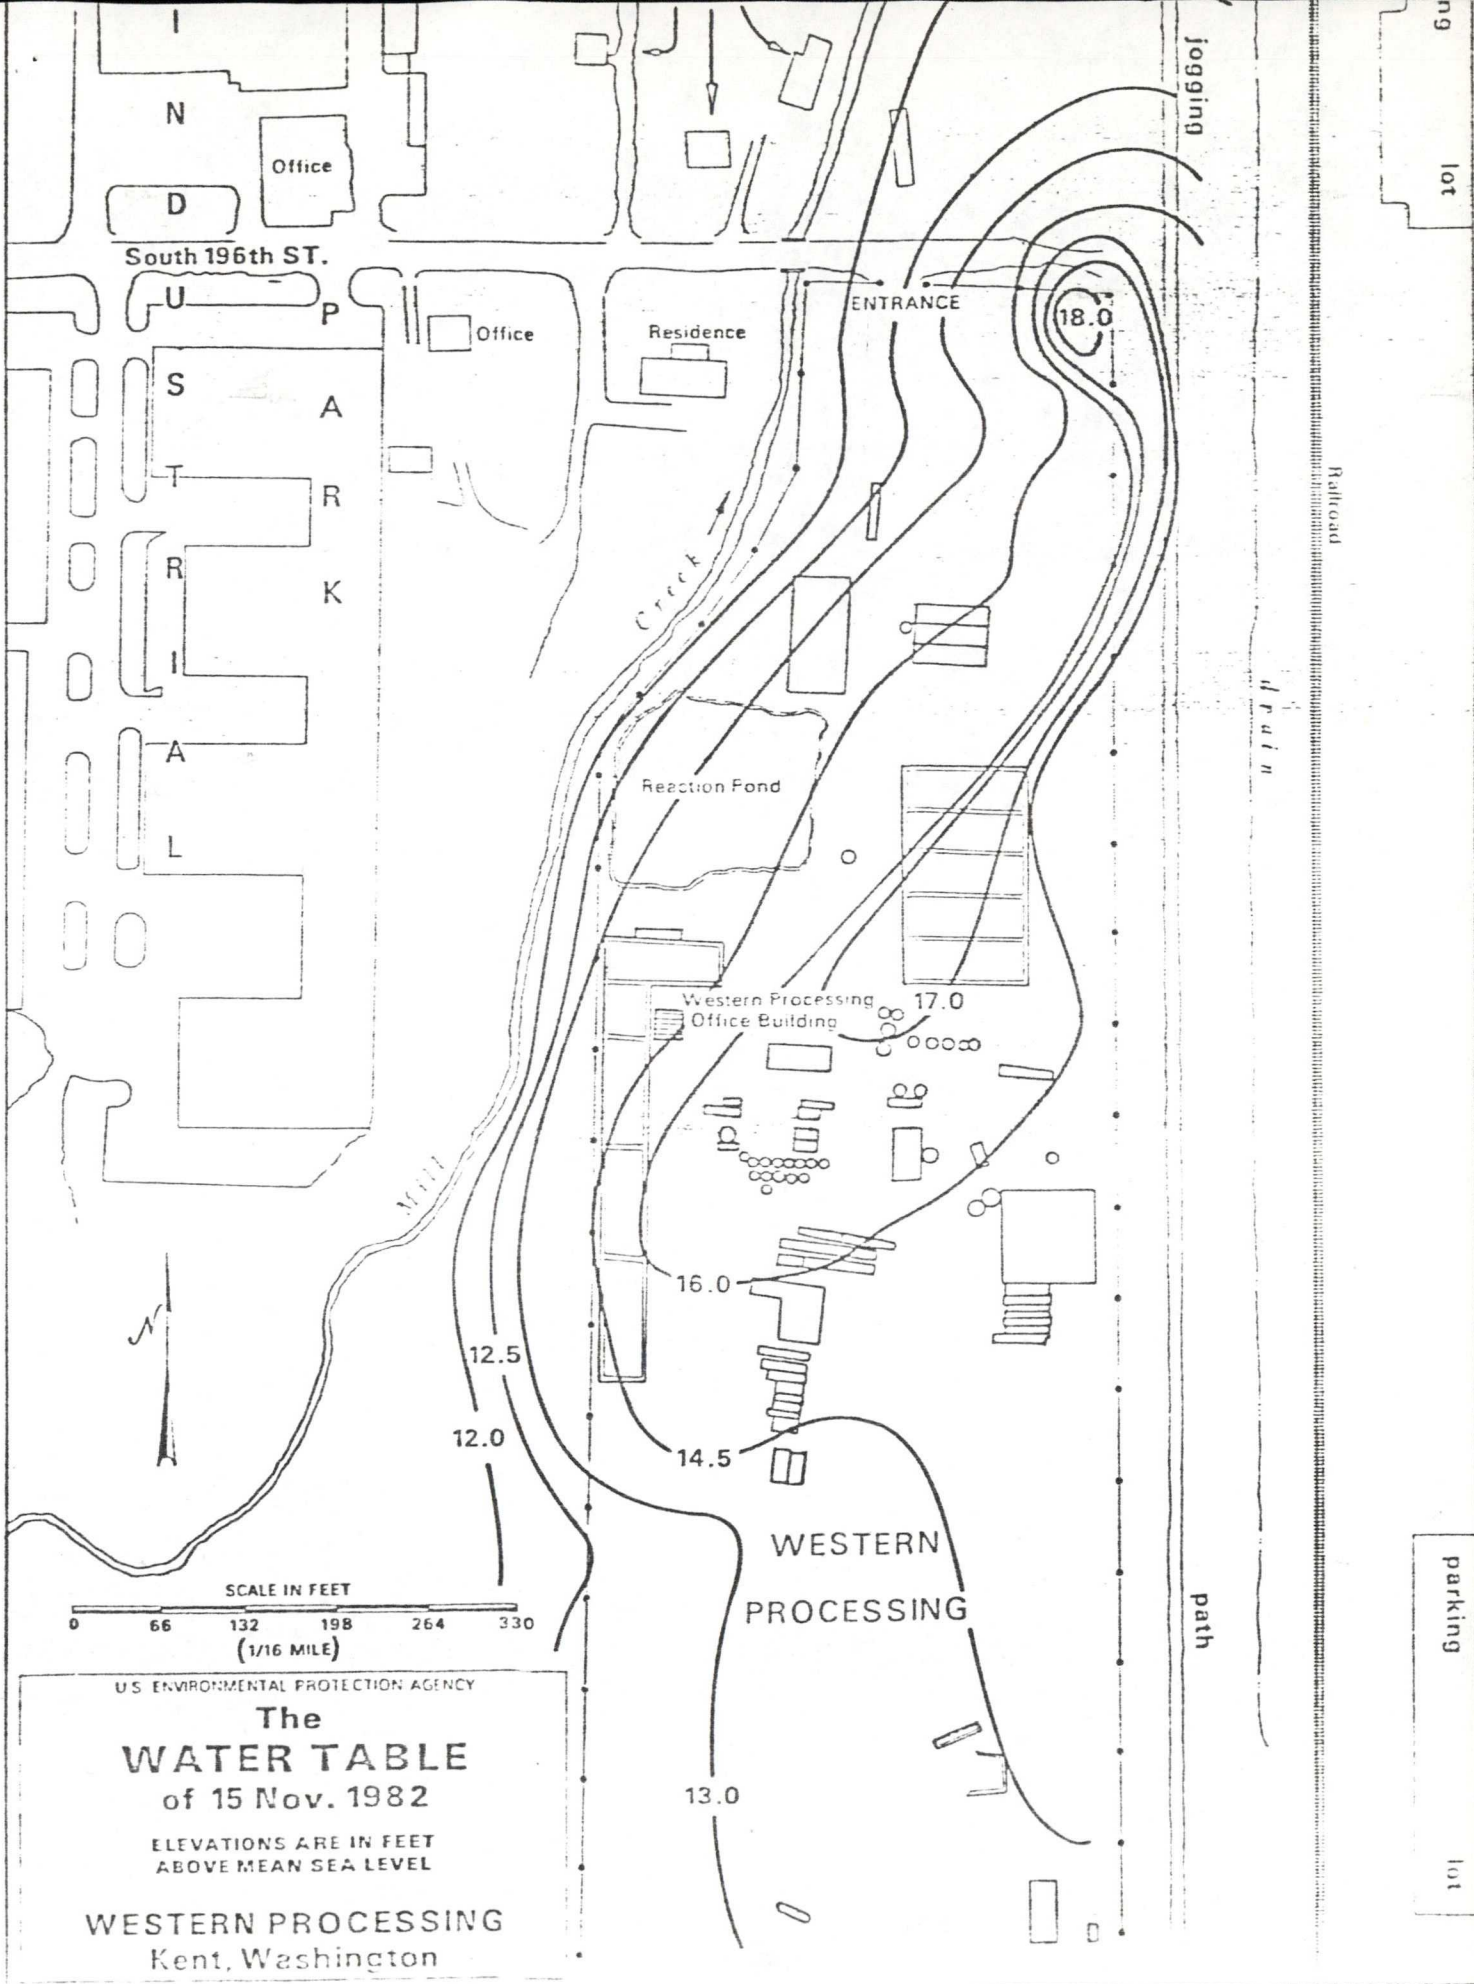 ng
jogging
I
N
D
U
S
T
R
I
A
L
P
A
R
K
Office
lot
South 196th ST.
ENTRANCE
18.0
Office
Residence
Railroad
Creek
drain
Reaction Pond
Western Processing
Office Building
17.0
Mill
16.0
N
12.5
12.0
14.5
WESTERN
PROCESSING
path
parking
lot
13.0
SCALE IN FEET
0 66 132 198 264 330
(1/16 MILE)
U.S. ENVIRONMENTAL PROTECTION AGENCY
The
WATER TABLE
of 15 Nov. 1982
ELEVATIONS ARE IN FEET
ABOVE MEAN SEA LEVEL
WESTERN PROCESSING
Kent, Washington